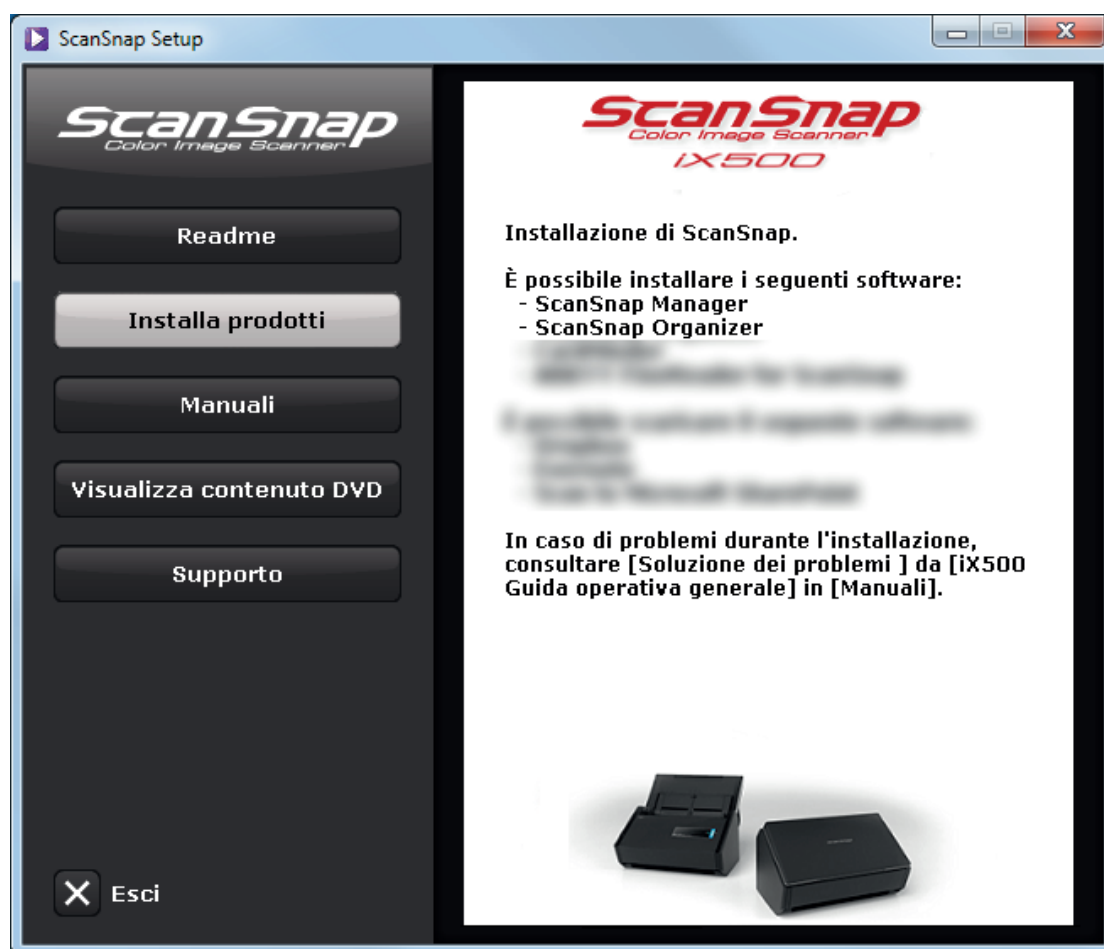 ScanSnap Setup
ScanSnap
Color Image Scanner
Readme
Installa prodotti
Manuali
Visualizza contenuto DVD
Supporto
Esci
ScanSnap
Color Image Scanner
iX500
Installazione di ScanSnap.
È possibile installare i seguenti software:
- ScanSnap Manager
- ScanSnap Organizer
In caso di problemi durante l'installazione,
consultare [Soluzione dei problemi ] da [iX500
Guida operativa generale] in [Manuali].